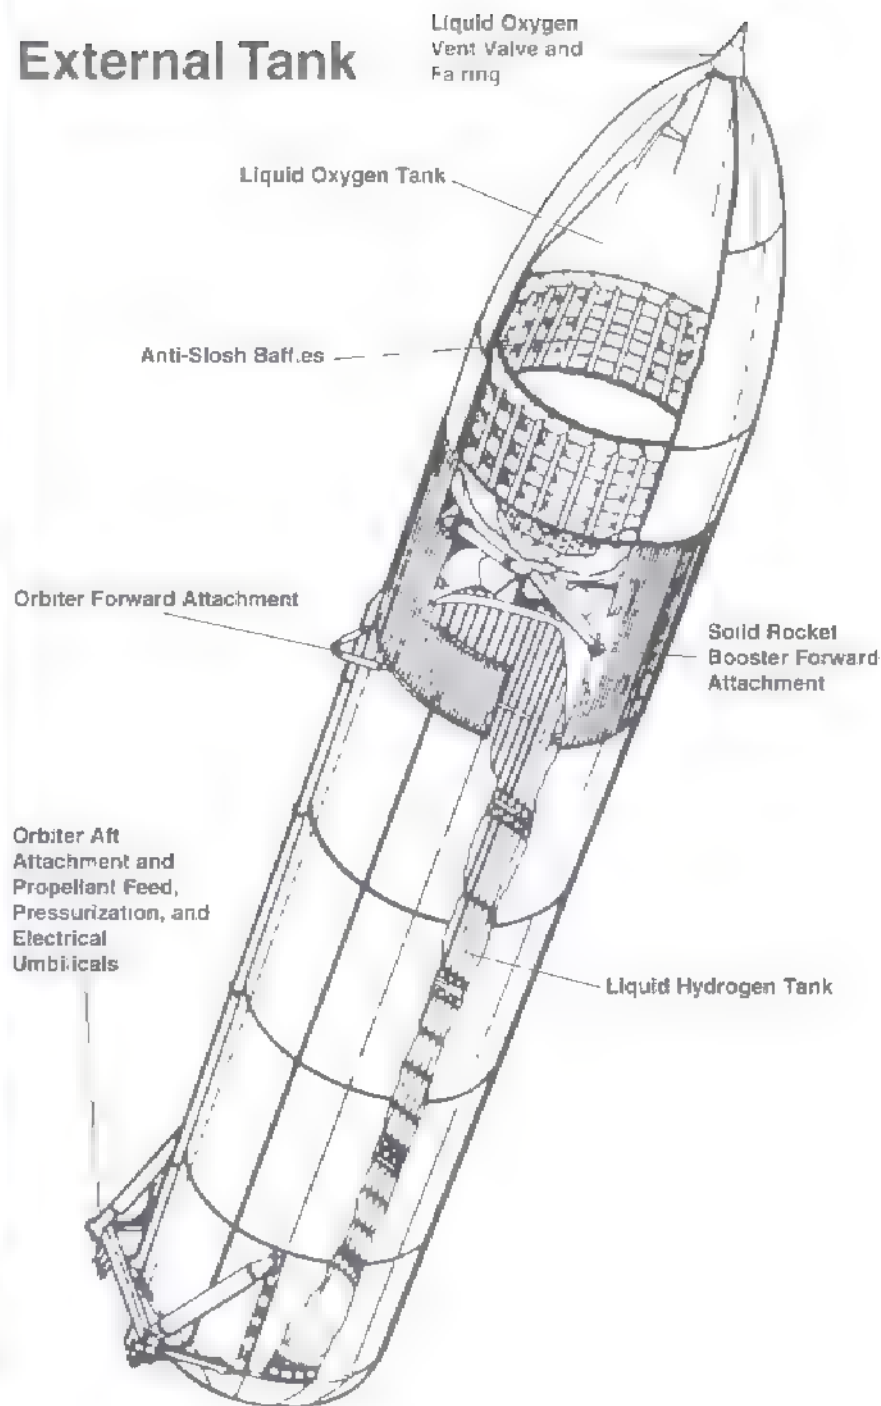 External Tank
Liquid Oxygen
Vent Valve and
Fairing
Liquid Oxygen Tank
Anti-Slosh Baffles
Orbiter Forward Attachment
Solid Rocket
Booster Forward
Attachment
Orbiter Aft
Attachment and
Propellant Feed,
Pressurization, and
Electrical
Umbilicals
Liquid Hydrogen Tank